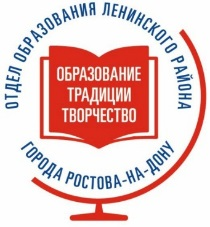 ОТДЕЛ ОБРАЗОВАНИЯ ЛЕНИНСКОГО РАЙОНА
ОБРАЗОВАНИЕ
ТРАДИЦИИ
ТВОРЧЕСТВО
ГОРОДА РОСТОВА-НА-ДОНУ